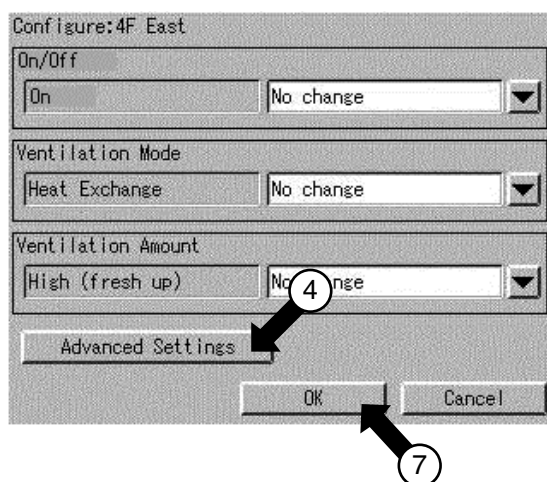 Configure:4F East
On/Off
On No change
Ventilation Mode
Heat Exchange No change
Ventilation Amount
High (fresh up) No change
4
Advanced Settings
OK Cancel
7